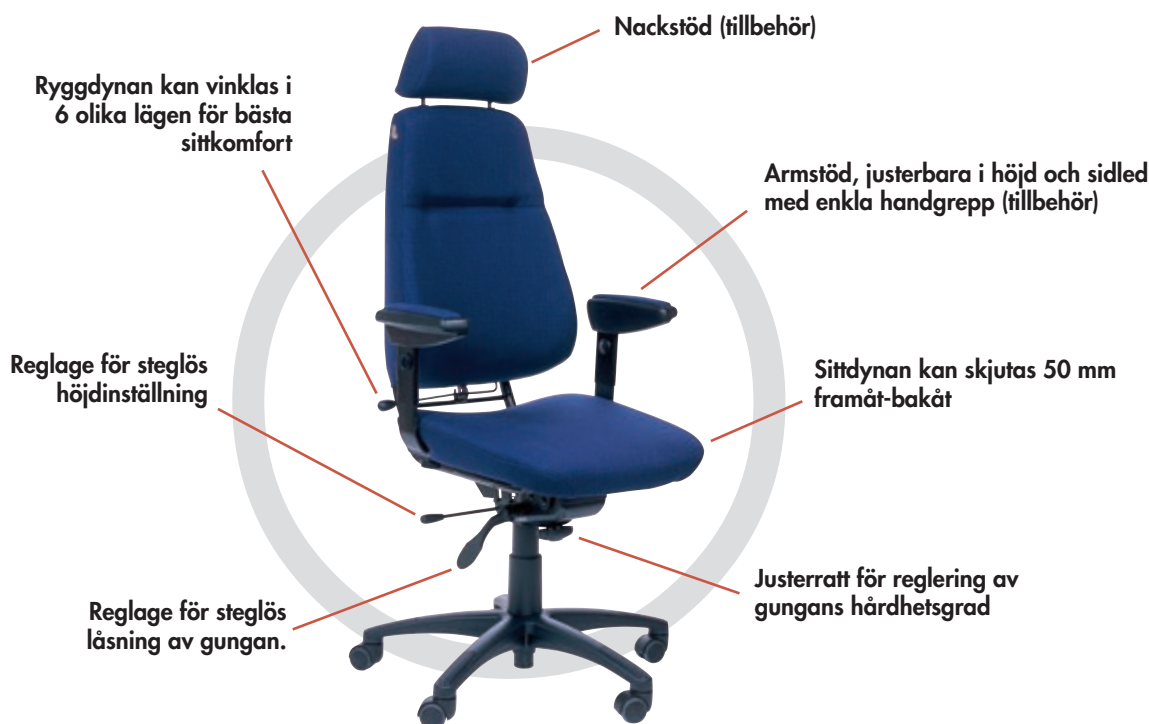 Nackstöd (tillbehör)
Ryggdynan kan vinklas i
6 olika lägen för bästa
sittkomfort
Armstöd, justerbara i höjd och sidled
med enkla handgrepp (tillbehör)
Reglage för steglös
höjdinställning
Sittdynan kan skjutas 50 mm
framåt-bakåt
Justerratt för reglering av
gungans hårdhetsgrad
Reglage för steglös
låsning av gungan.